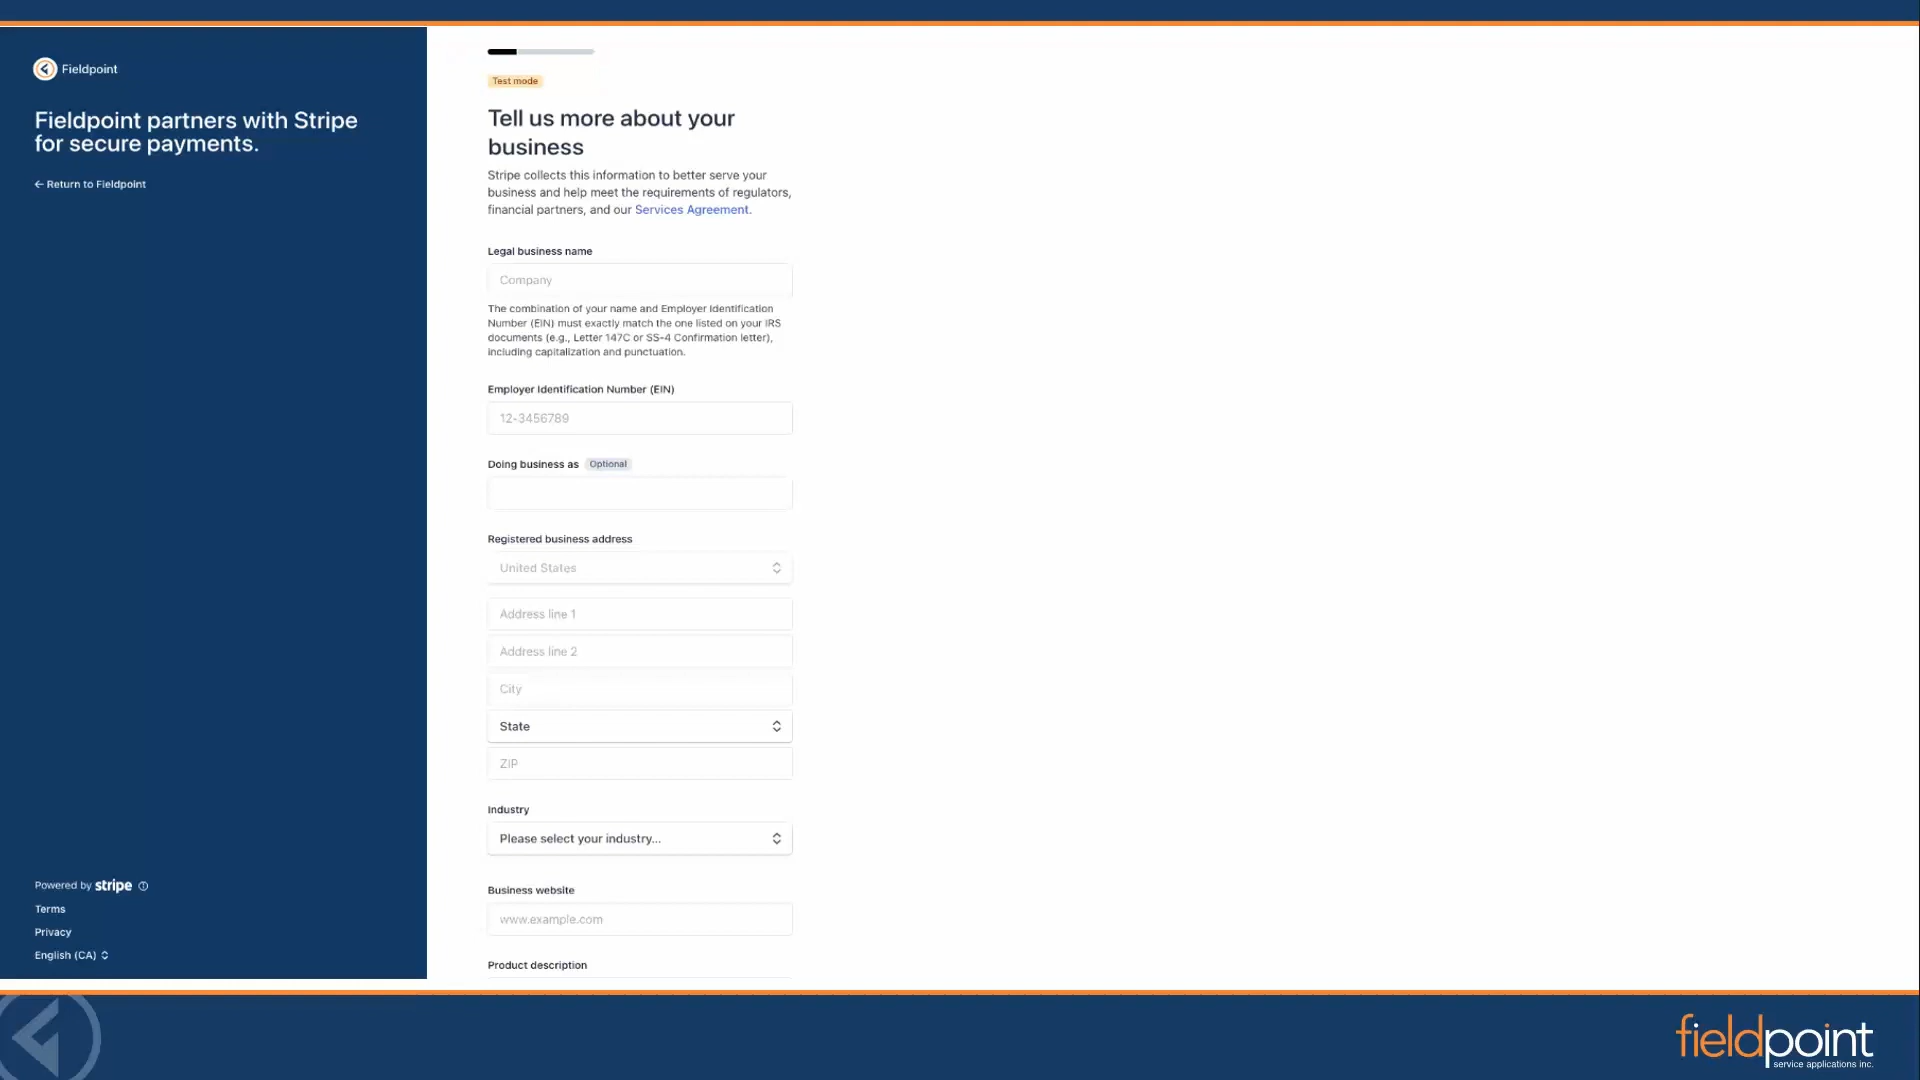 Fieldpoint
Fieldpoint partners with Stripe
for secure payments.
← Return to Fieldpoint
Powered by stripe
Terms
Privacy
English (CA)
Test mode
Tell us more about your
business
Stripe collects this information to better serve your
business and help meet the requirements of regulators,
financial partners, and our Services Agreement.
Legal business name
Company
The combination of your name and Employer Identification
Number (EIN) must exactly match the one listed on your IRS
documents (e.g., Letter 147C or SS-4 Confirmation letter),
including capitalization and punctuation.
Employer Identification Number (EIN)
12-3456789
Doing business as Optional
Registered business address
United States
Address line 1
Address line 2
City
State
ZIP
Industry
Please select your industry...
Business website
www.example.com
Product description
fieldpoint
service applications inc.